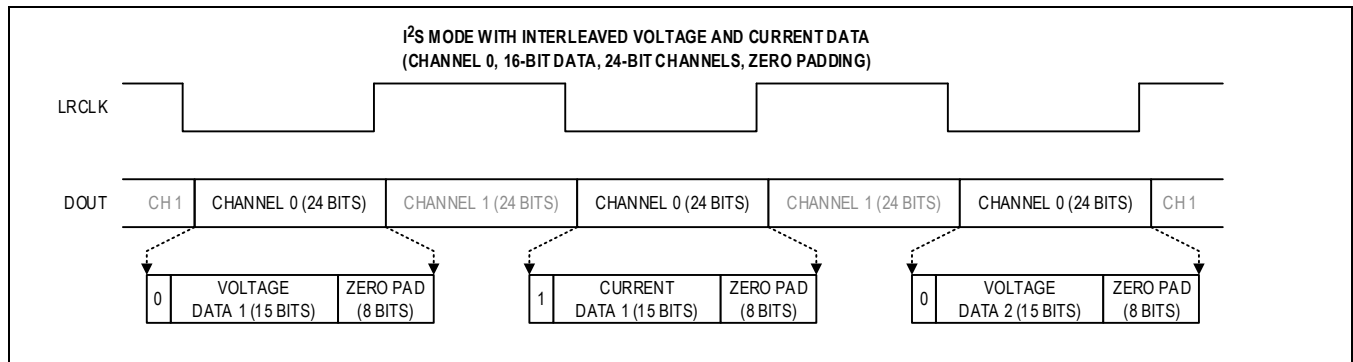 I²S MODE WITH INTERLEAVED VOLTAGE AND CURRENT DATA
(CHANNEL 0, 16-BIT DATA, 24-BIT CHANNELS, ZERO PADDING)
LRCLK
DOUT CH 1 CHANNEL 0 (24 BITS) CHANNEL 1 (24 BITS) CHANNEL 0 (24 BITS) CHANNEL 1 (24 BITS) CHANNEL 0 (24 BITS) CH 1
0 VOLTAGE DATA 1 (15 BITS) ZERO PAD (8 BITS) 1 CURRENT DATA 1 (15 BITS) ZERO PAD (8 BITS) 0 VOLTAGE DATA 2 (15 BITS) ZERO PAD (8 BITS)